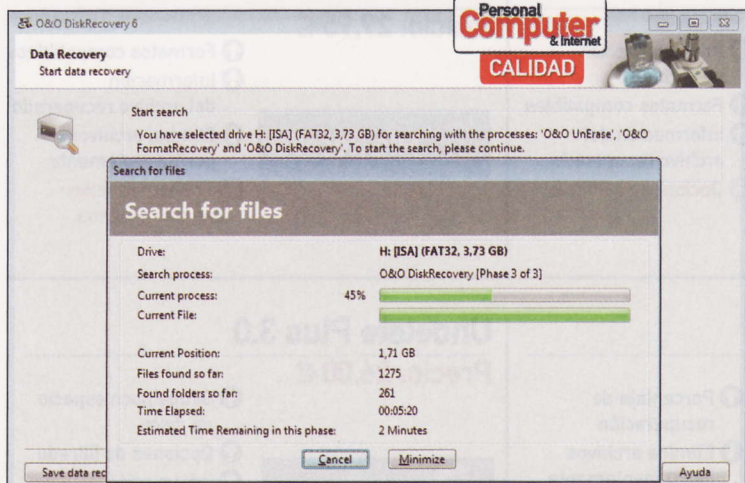 O&O DiskRecovery 6
Personal
Computer
& Internet
CALIDAD
Data Recovery
Start data recovery
Start search
You have selected drive H: [ISA] (FAT32, 3,73 GB) for searching with the processes: 'O&O UnErase', 'O&O
FormatRecovery' and 'O&O DiskRecovery'. To start the search, please continue.
Search for files
Search for files
Drive: H: [ISA] (FAT32, 3,73 GB)
Search process: O&O DiskRecovery [Phase 3 of 3]
Current process: 45%
Current File:
Current Position: 1,71 GB
Files found so far: 1275
Found folders so far: 261
Time Elapsed: 00:05:20
Estimated Time Remaining in this phase: 2 Minutes
Cancel Minimize
Save data rec Ayuda